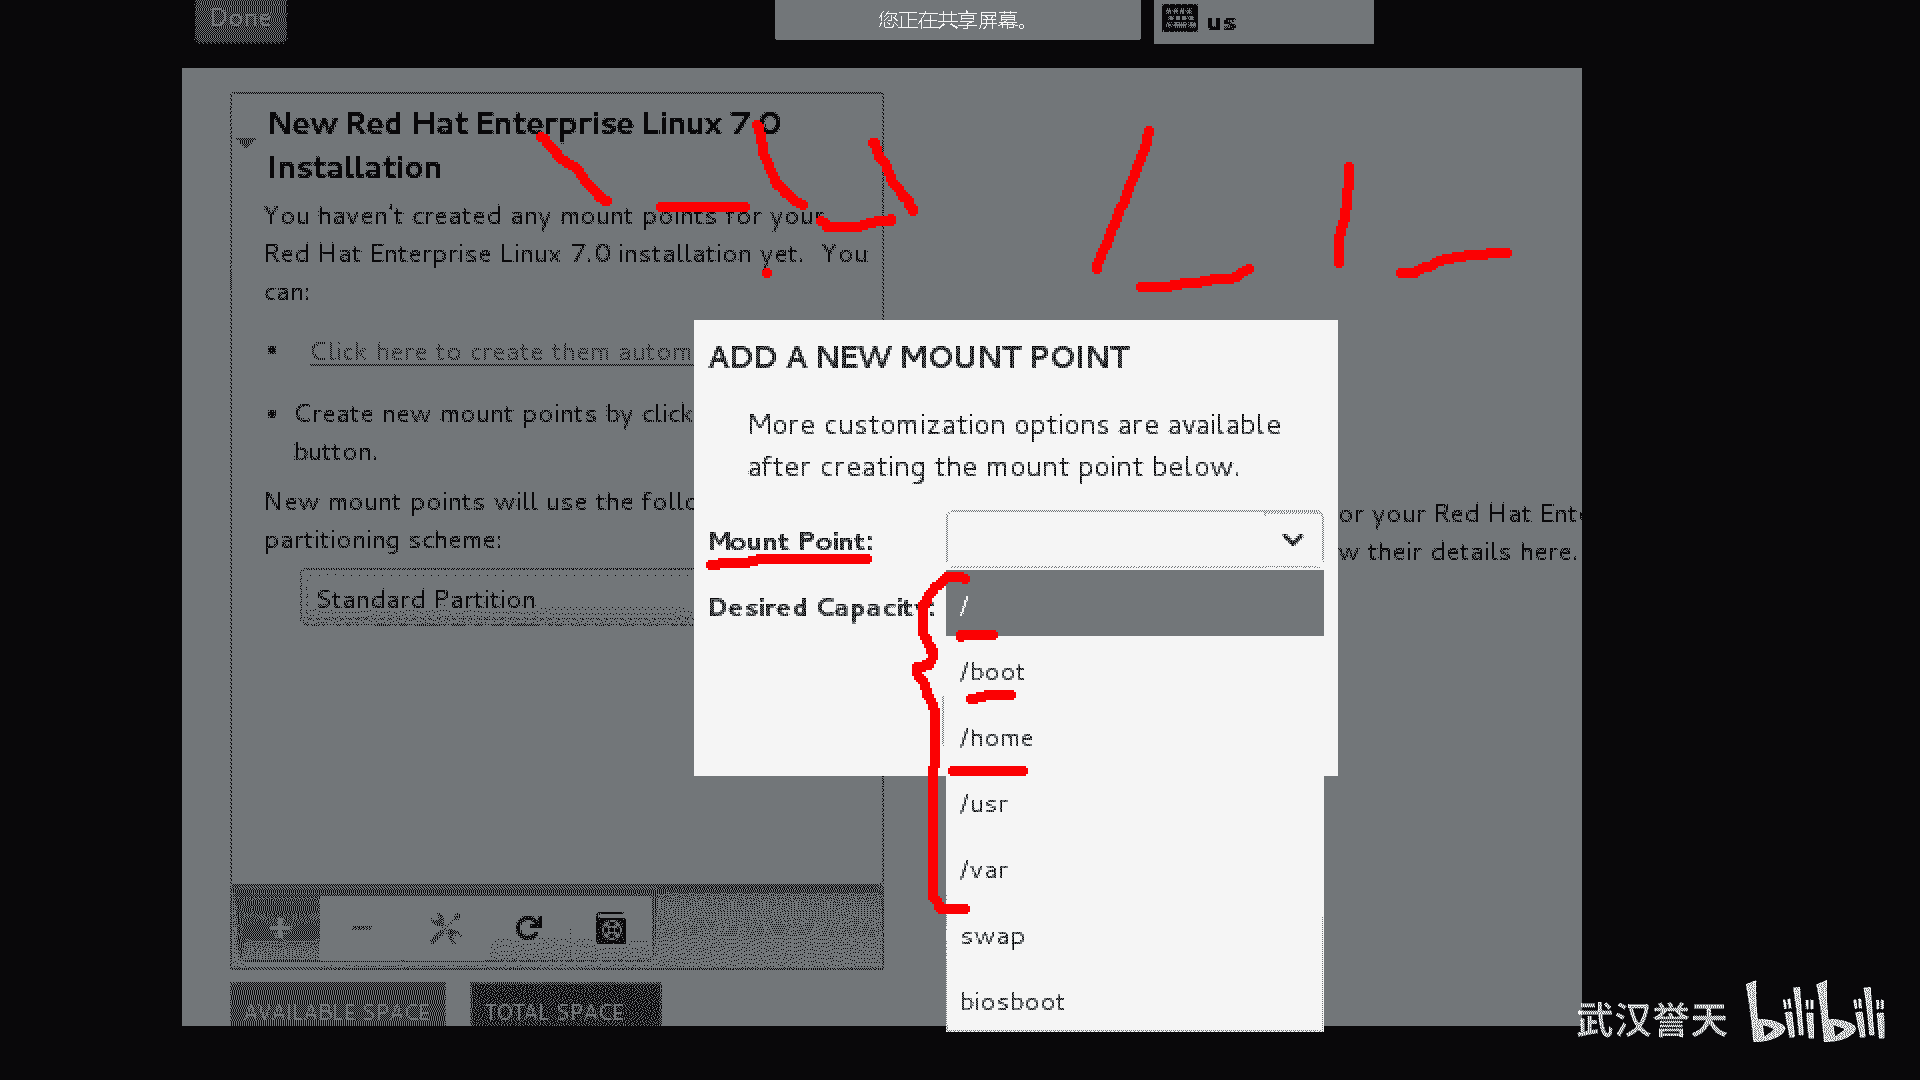 Done
您正在共享屏幕。
us
New Red Hat Enterprise Linux 7.0
Installation
You haven't created any mount points for your
Red Hat Enterprise Linux 7.0 installation yet. You
can:
Click here to create them autom
Create new mount points by click
button.
New mount points will use the follo
partitioning scheme:
Standard Partition
ADD A NEW MOUNT POINT
More customization options are available
after creating the mount point below.
Mount Point:
Desired Capacity:
/
/boot
/home
/usr
/var
swap
biosboot
or your Red Hat Ente
w their details here.
AVAILABLE SPACE
TOTAL SPACE
武汉誉天 bilibili